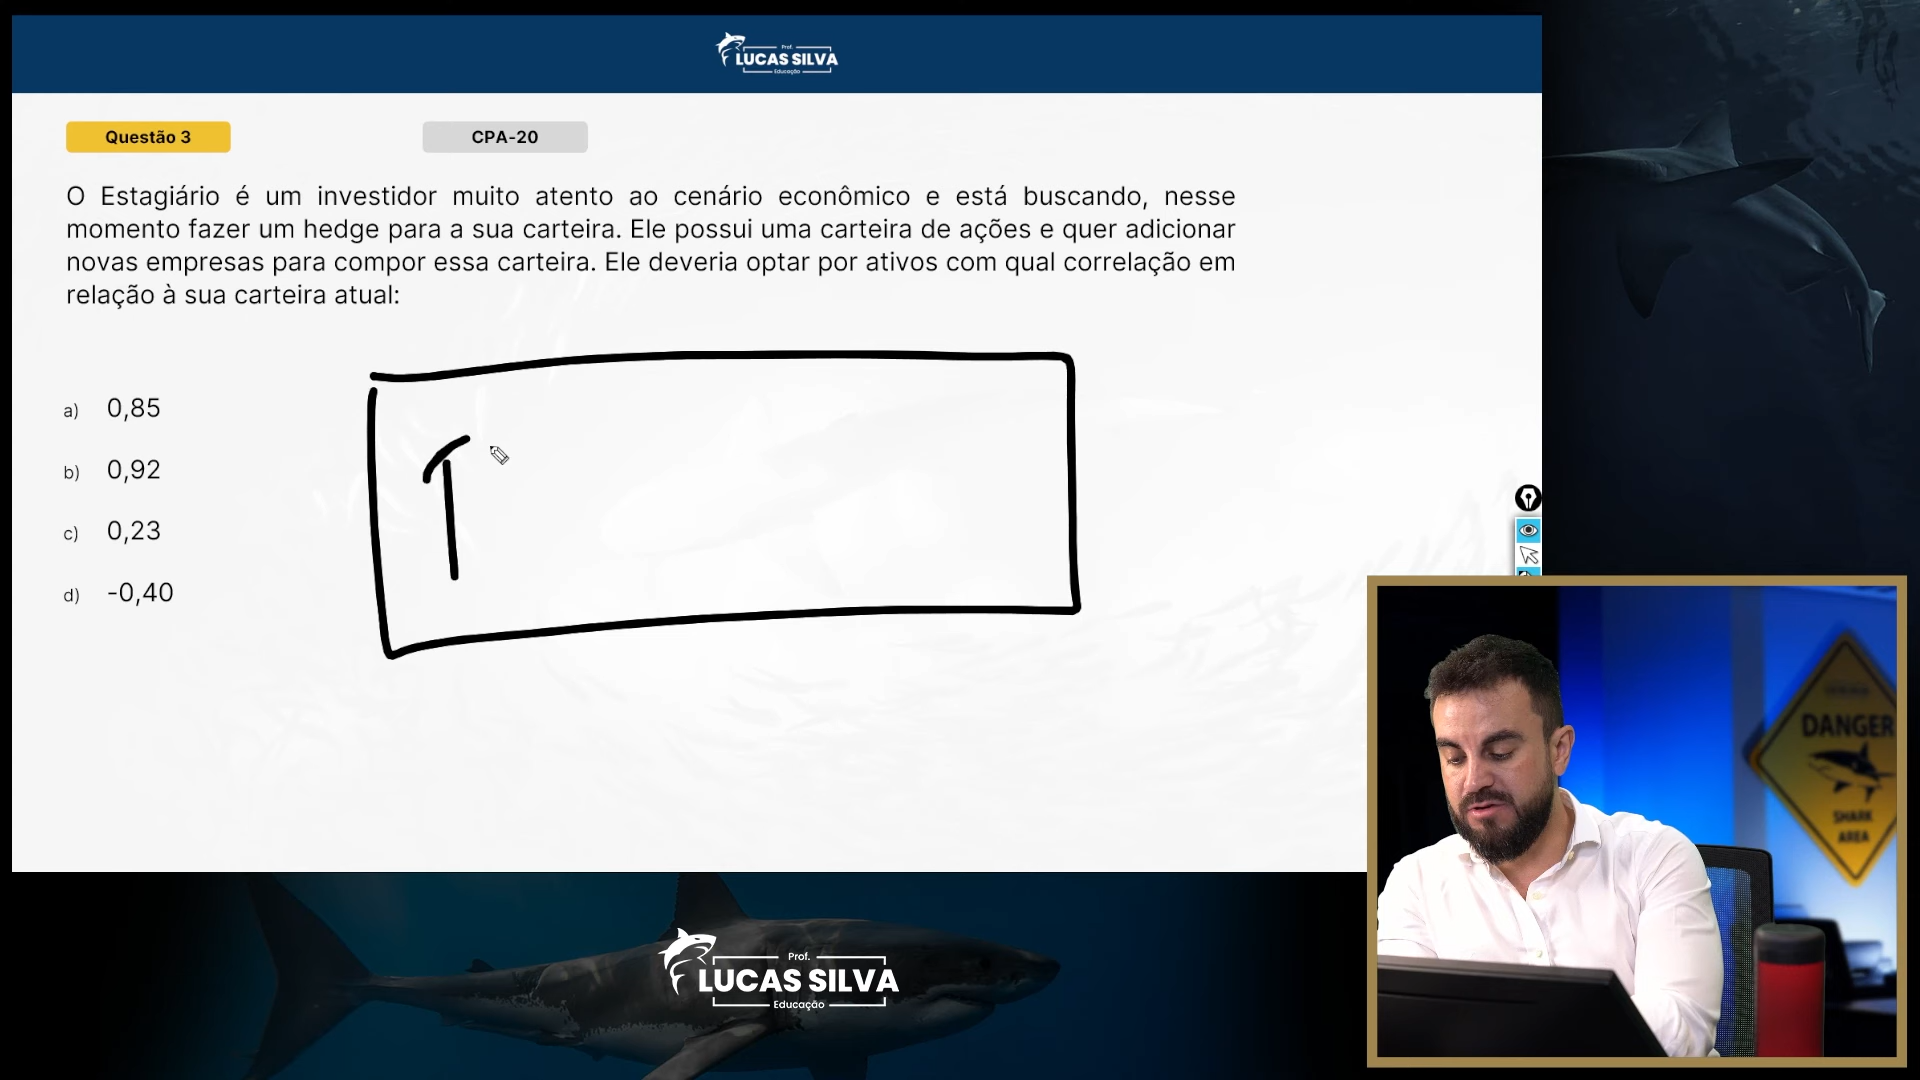 Prof.
LUCAS SILVA
Educação
Questão 3
CPA-20
O Estagiário é um investidor muito atento ao cenário econômico e está buscando, nesse
momento fazer um hedge para a sua carteira. Ele possui uma carteira de ações e quer adicionar
novas empresas para compor essa carteira. Ele deveria optar por ativos com qual correlação em
relação à sua carteira atual:
a) 0,85
b) 0,92
c) 0,23
d) -0,40
DANGER
SHARK
AREA
Prof.
LUCAS SILVA
Educação